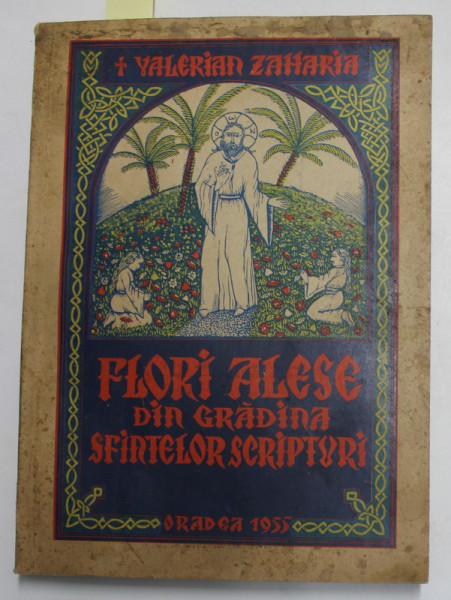 † VALERIAN ZAHARIA
FLORI ALESE
DIN GRĂDINA
SFINTELOR SCRIPTURI
ORADEA 1955